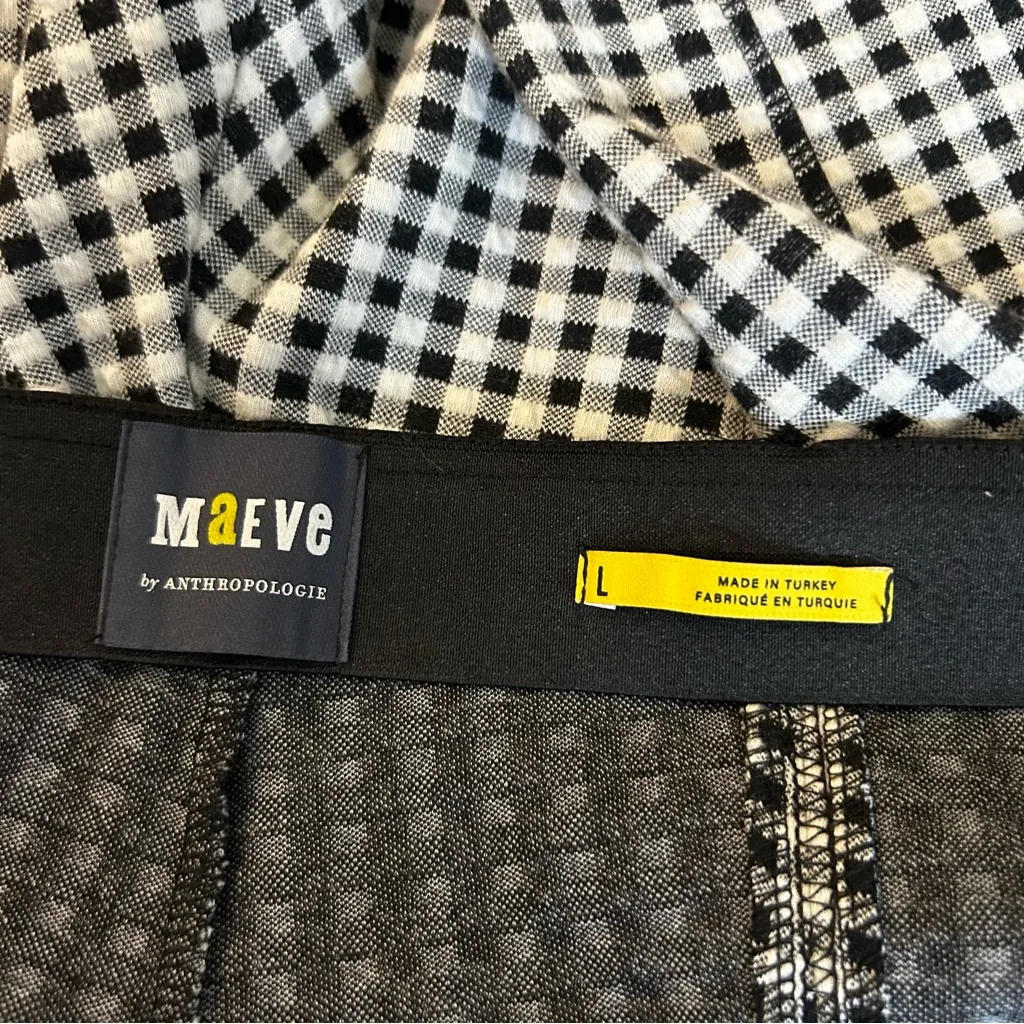 MaEVe
by ANTHROPOLOGIE
L
MADE IN TURKEY
FABRIQUÉ EN TURQUIE